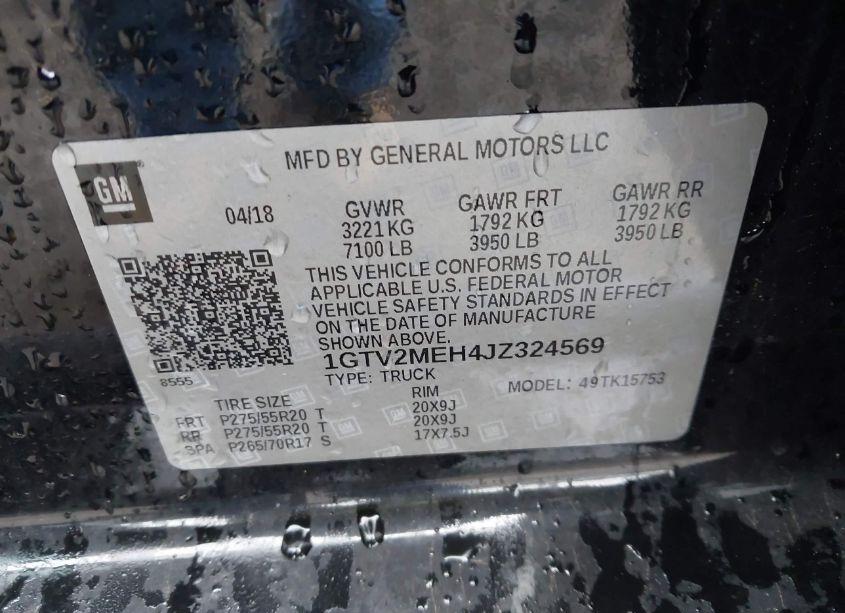 MFD BY GENERAL MOTORS LLC
GM
04/18 GVWR GAWR FRT GAWR RR
3221 KG 1792 KG 1792 KG
7100 LB 3950 LB 3950 LB
THIS VEHICLE CONFORMS TO ALL
APPLICABLE U.S. FEDERAL MOTOR
VEHICLE SAFETY STANDARDS IN EFFECT
ON THE DATE OF MANUFACTURE
SHOWN ABOVE.
1GTV2MEH4JZ324569
8555
TYPE: TRUCK MODEL: 49TK15753
TIRE SIZE RIM
FRT P275/55R20 T 20X9J
RR P275/55R20 T 20X9J
SPA P265/70R17 S 17X7.5J